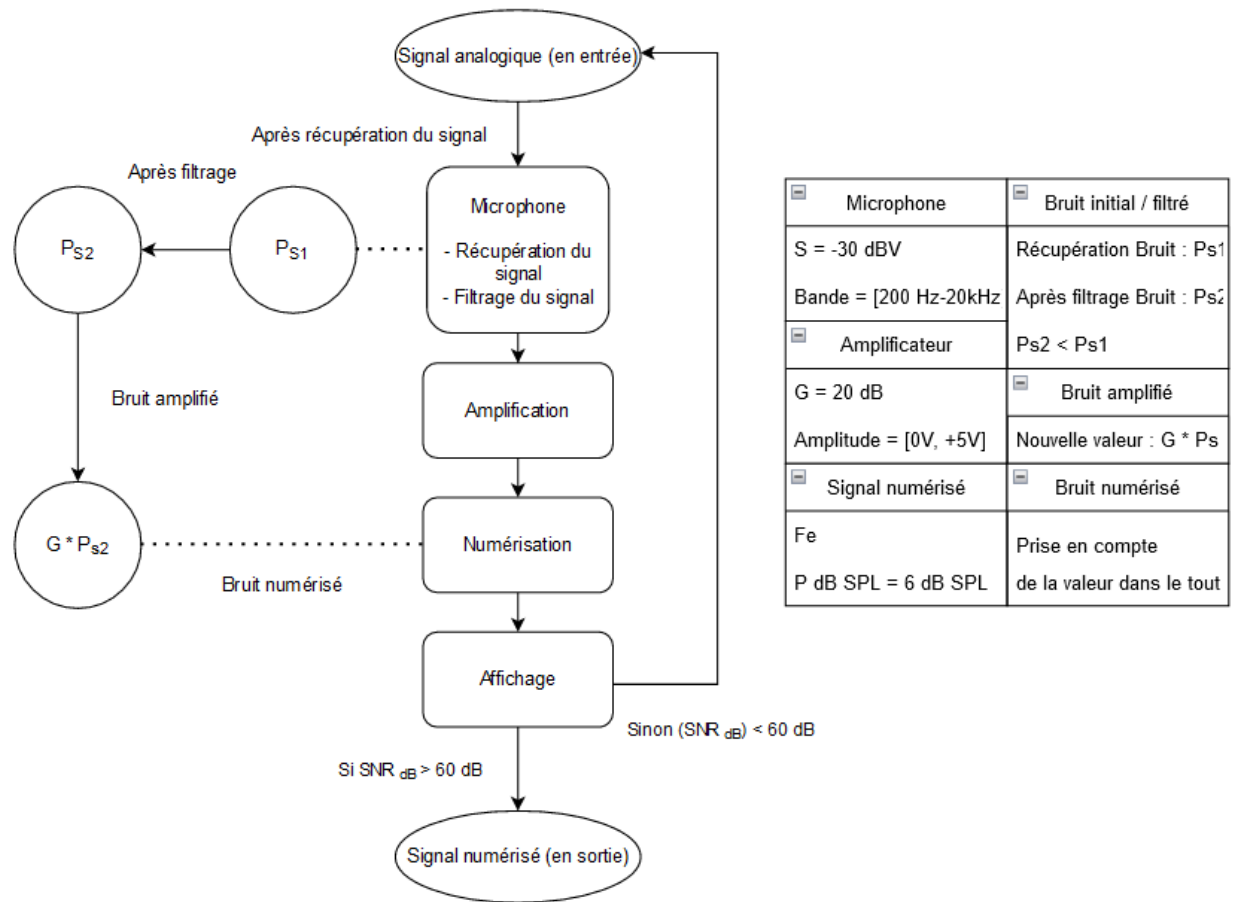 Signal analogique (en entrée)
Après récupération du signal
Après filtrage
Microphone
- Récupération du
signal
- Filtrage du signal
PS2
PS1
Bruit amplifié
Amplification
G * Ps2
Numérisation
Bruit numérisé
Affichage
Sinon (SNR dB) < 60 dB
Si SNR dB > 60 dB
Signal numérisé (en sortie)
Microphone
S = -30 dBV
Bande = [200 Hz-20kHz
Amplificateur
G = 20 dB
Amplitude = [0V, +5V]
Signal numérisé
Fe
P dB SPL = 6 dB SPL
Bruit initial / filtré
Récupération Bruit : Ps1
Après filtrage Bruit : Ps2
Ps2 < Ps1
Bruit amplifié
Nouvelle valeur : G * Ps
Bruit numérisé
Prise en compte
de la valeur dans le tout